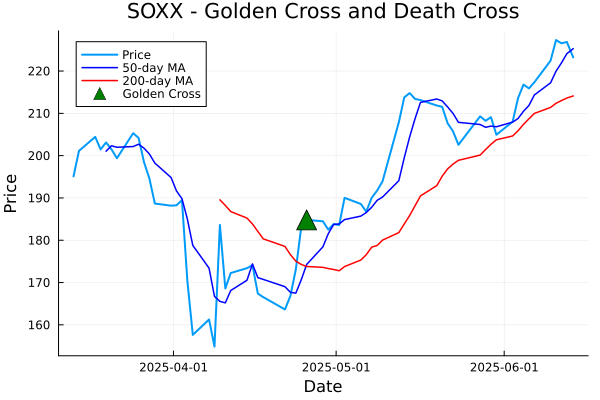 SOXX - Golden Cross and Death Cross
Price
50-day MA
200-day MA
Golden Cross
Price
220
210
200
190
180
170
160
2025-04-01
2025-05-01
2025-06-01
Date